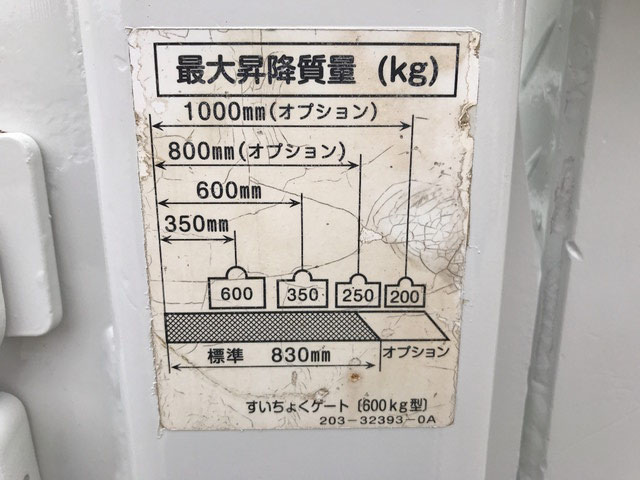 最大昇降質量 (kg)
1000mm(オプション)
800mm(オプション)
600mm
350mm
600 350 250 200
標準 830mm オプション
すいちょくゲート〔600kg型〕
203-32393-0A